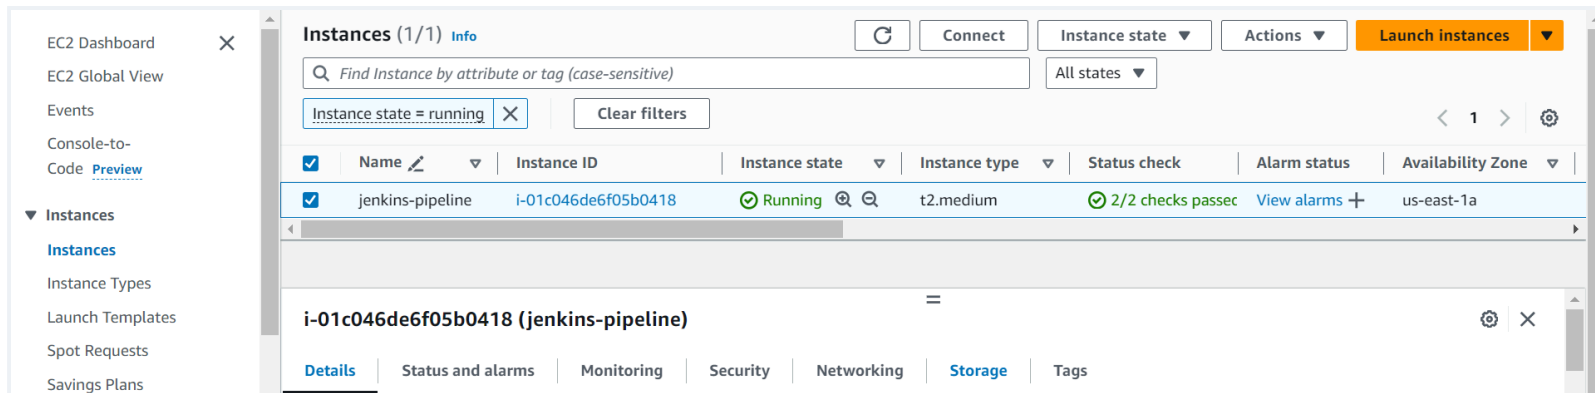 EC2 Dashboard
EC2 Global View
Events
Console-to-
Code Preview
Instances
Instances
Instance Types
Launch Templates
Spot Requests
Savings Plans
Instances (1/1) Info
Connect
Instance state
Actions
Launch instances
Find Instance by attribute or tag (case-sensitive)
All states
Instance state = running
Clear filters
1
Name Instance ID Instance state Instance type Status check Alarm status Availability Zone
jenkins-pipeline i-01c046de6f05b0418 Running t2.medium 2/2 checks passed View alarms us-east-1a
i-01c046de6f05b0418 (jenkins-pipeline)
Details Status and alarms Monitoring Security Networking Storage Tags